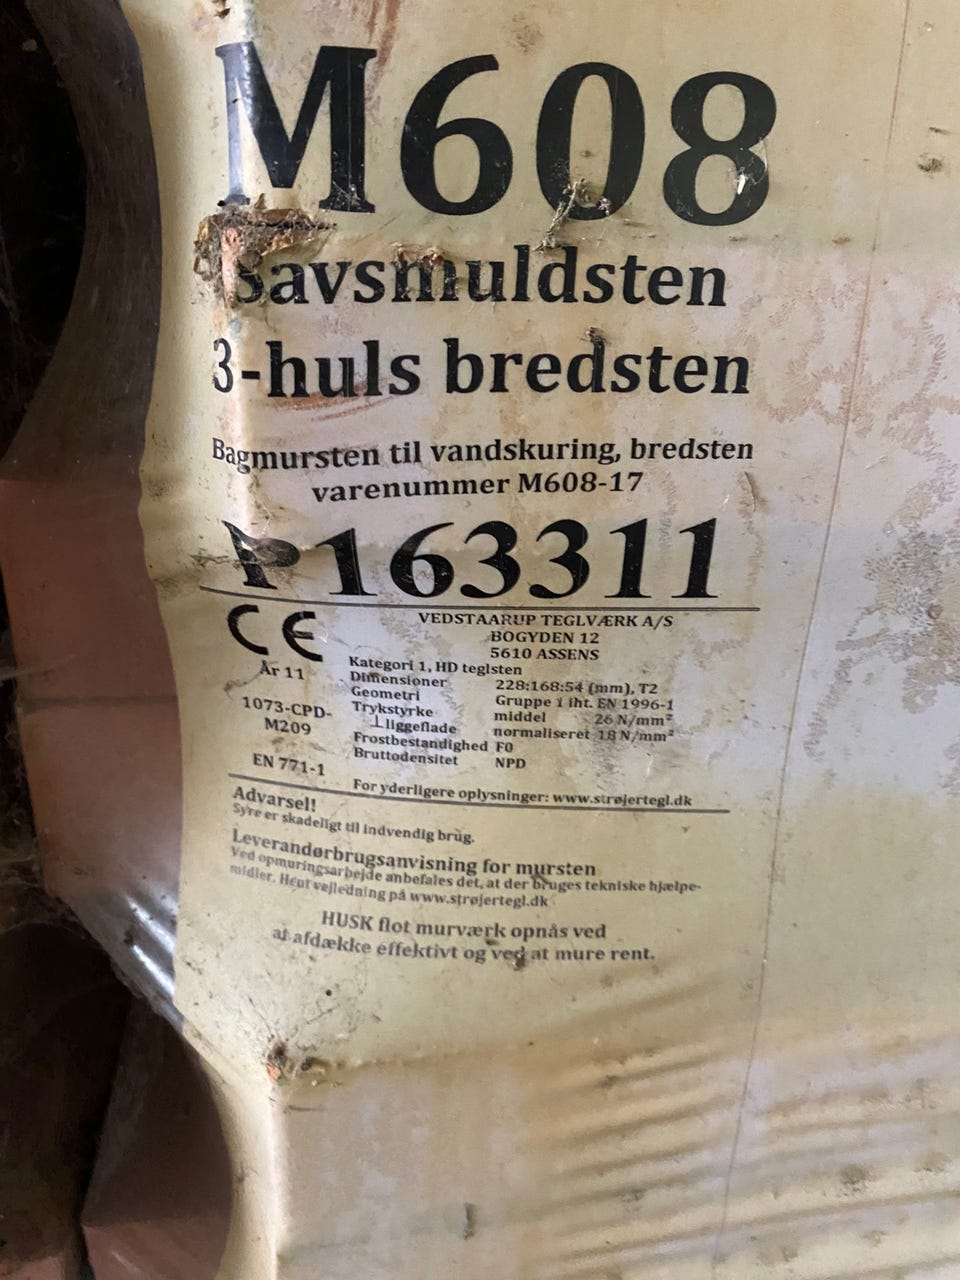 M608
Savsmuldsten
3-huls bredsten
Bagmursten til vandskuring, bredsten
varenummer M608-17
P163311
CE
VEDSTAARUP TEGLVÆRK A/S
BOGYDEN 12
5610 ASSENS
År 11
1073-CPD-
M209
EN 771-1
Kategori 1, HD teglsten
Dimensioner 228:168:54 (mm), T2
Geometri Gruppe 1 iht. EN 1996-1
Trykstyrke middel 26 N/mm²
⊥liggeflade normaliseret 18 N/mm²
Frostbestandighed F0
Bruttodensitet NPD
For yderligere oplysninger: www.strøjertegl.dk
Advarsel!
Syre er skadeligt til indvendig brug.
Leverandørbrugsanvisning for mursten
Ved opmuringsarbejde anbefales det, at der bruges tekniske hjælpe-
midler. Hent vejledning på www.strøjertegl.dk
HUSK flot murværk opnås ved
at afdække effektivt og ved at mure rent.